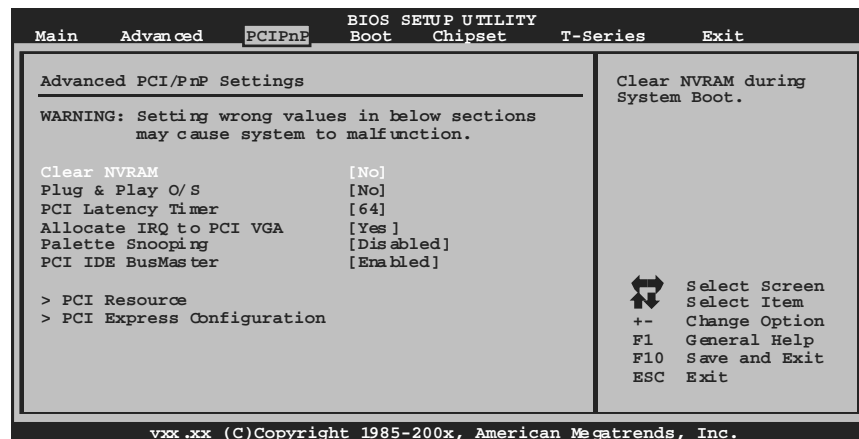 BIOS SETUP UTILITY
Main Advanced PCIPnP Boot Chipset T-Series Exit
Advanced PCI/PnP Settings
WARNING: Setting wrong values in below sections
may cause system to malfunction.
Clear NVRAM [No]
Plug & Play O/S [No]
PCI Latency Timer [64]
Allocate IRQ to PCI VGA [Yes]
Palette Snooping [Disabled]
PCI IDE BusMaster [Enabled]
> PCI Resource
> PCI Express Configuration
Clear NVRAM during
System Boot.
Select Screen
Select Item
+- Change Option
F1 General Help
F10 Save and Exit
ESC Exit
vxx.xx (C)Copyright 1985-200x, American Megatrends, Inc.